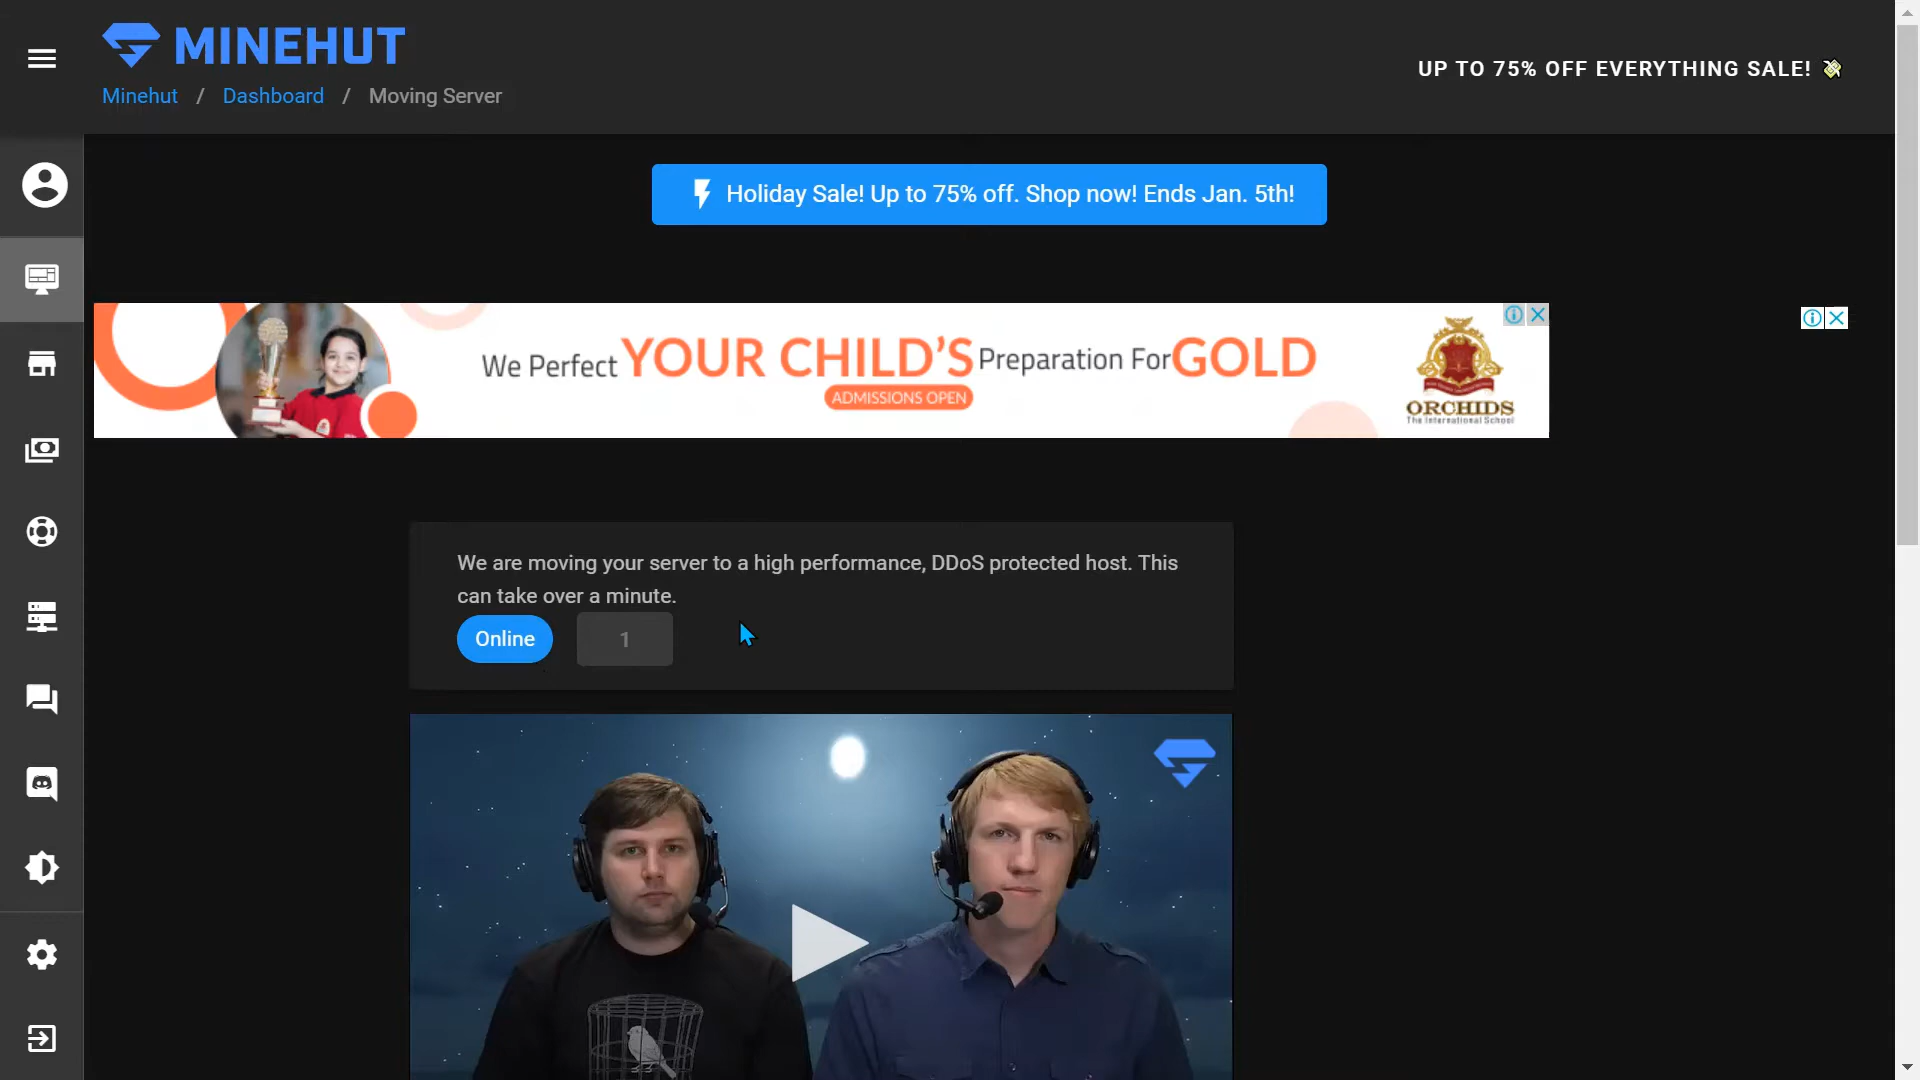 MINEHUT
Minehut / Dashboard / Moving Server
UP TO 75% OFF EVERYTHING SALE!
Holiday Sale! Up to 75% off. Shop now! Ends Jan. 5th!
We Perfect YOUR CHILD'S Preparation For GOLD
ADMISSIONS OPEN
ORCHIDS
The International School
We are moving your server to a high performance, DDoS protected host. This
can take over a minute.
Online
1